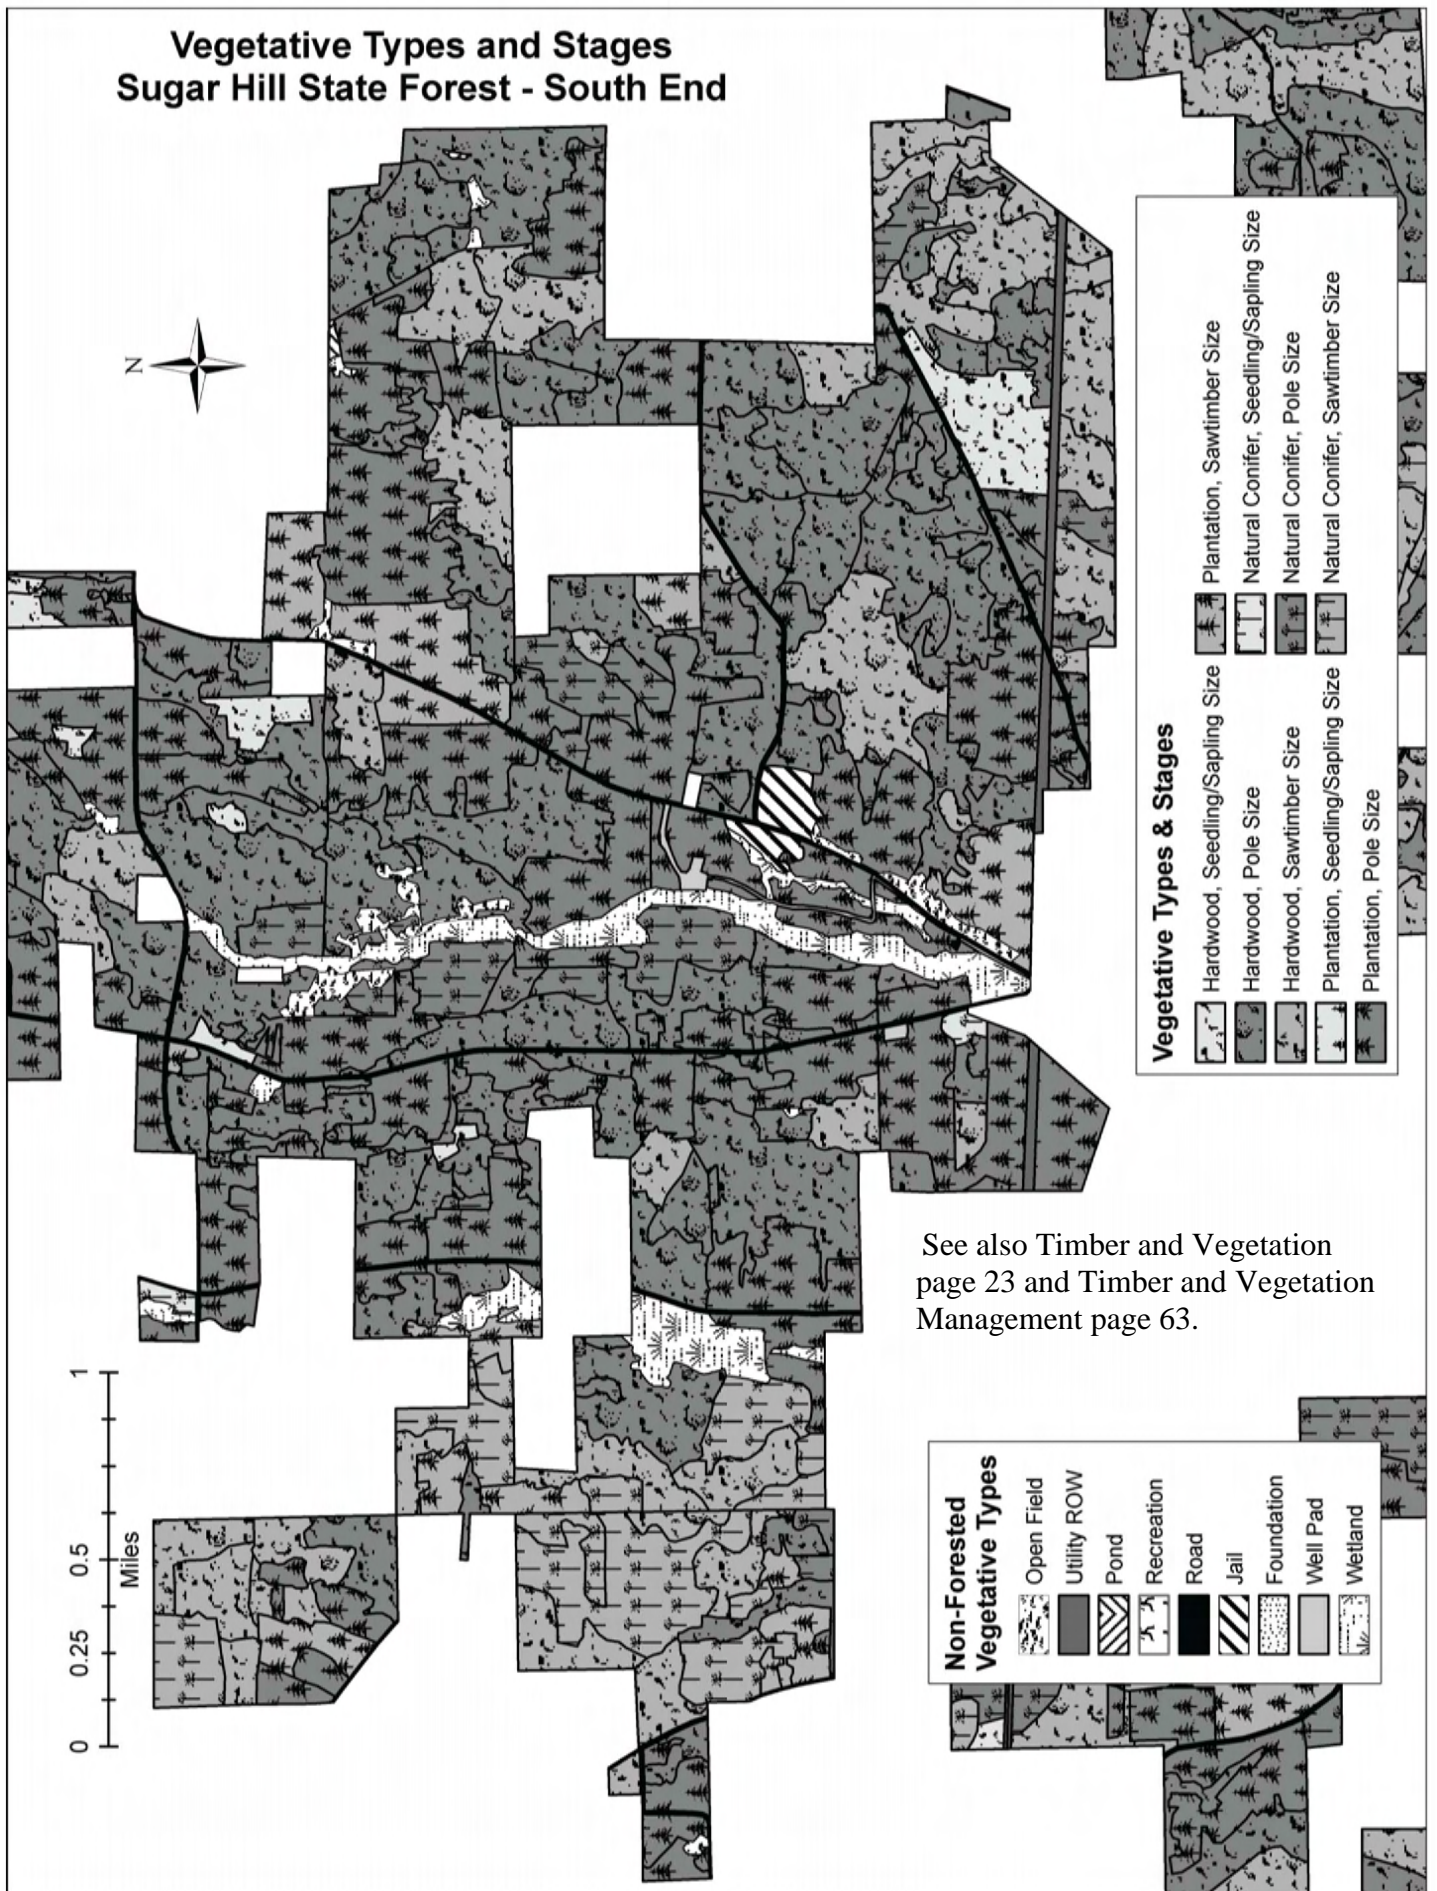 Vegetative Types and Stages
Sugar Hill State Forest - South End
N
0 0.25 0.5 1
Miles
Vegetative Types & Stages
Hardwood, Seedling/Sapling Size
Hardwood, Pole Size
Hardwood, Sawtimber Size
Plantation, Seedling/Sapling Size
Plantation, Pole Size
Plantation, Sawtimber Size
Natural Conifer, Seedling/Sapling Size
Natural Conifer, Pole Size
Natural Conifer, Sawtimber Size
See also Timber and Vegetation
page 23 and Timber and Vegetation
Management page 63.
Non-Forested
Vegetative Types
Open Field
Utility ROW
Pond
Recreation
Road
Jail
Foundation
Well Pad
Wetland